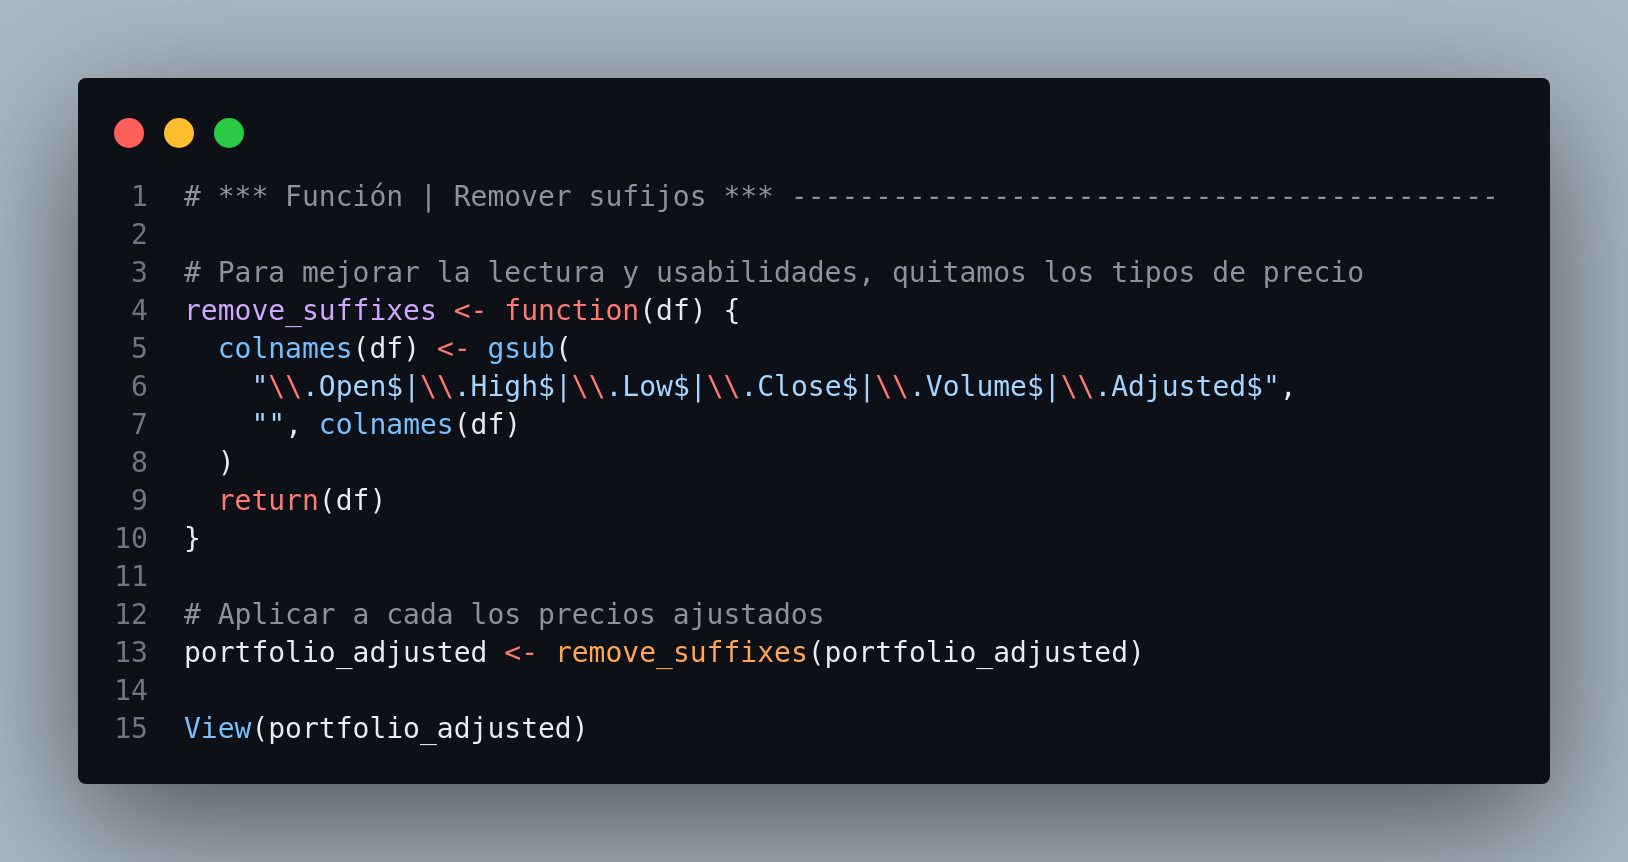 1 # *** Función | Remover sufijos *** ------------------------------------------
2
3 # Para mejorar la lectura y usabilidades, quitamos los tipos de precio
4 remove_suffixes <- function(df) {
5   colnames(df) <- gsub(
6     "\\.Open$|\\.High$|\\.Low$|\\.Close$|\\.Volume$|\\.Adjusted$",
7     "", colnames(df)
8   )
9   return(df)
10 }
11
12 # Aplicar a cada los precios ajustados
13 portfolio_adjusted <- remove_suffixes(portfolio_adjusted)
14
15 View(portfolio_adjusted)